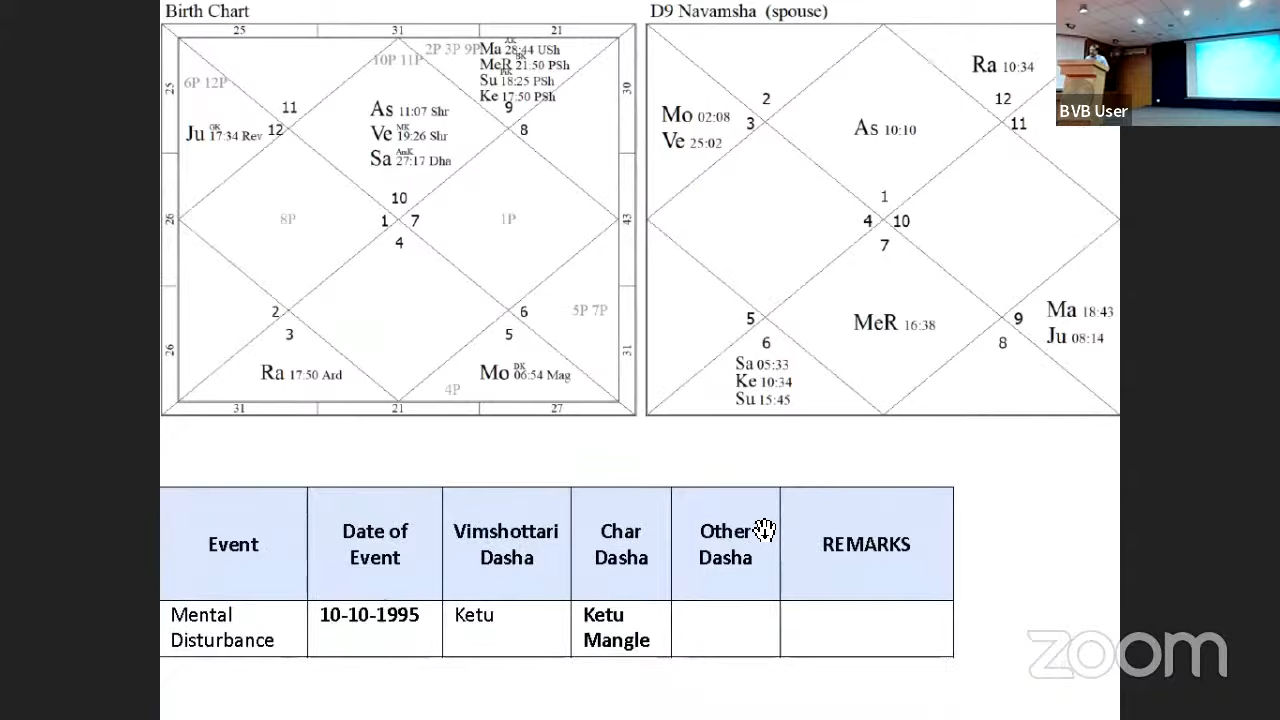 Birth Chart
25
31
21
25
30
26
43
26
31
31
21
27
6P 12P
10P 11P
2P 3P 9P
Ma 28:44 USh
MeR 21:50 PSh
Su 18:25 PSh
Ke 17:50 PSh
9
8
11
12
Ju 17:34 Rev
As 11:07 Shr
MK
Ve 19:26 Shr
AmK
Sa 27:17 Dha
10
1
7
4
8P
1P
2
3
6
5
5P 7P
Ra 17:50 Ard
DK
Mo 06:54 Mag
4P
D9 Navamsha (spouse)
Ra 10:34
2
3
12
11
Mo 02:08
Ve 25:02
As 10:10
1
4
10
7
5
6
9
8
MeR 16:38
Ma 18:43
Ju 08:14
Sa 05:33
Ke 10:34
Su 15:45
BVB User
Event
Date of
Event
Vimshottari
Dasha
Char
Dasha
Other
Dasha
REMARKS
Mental
Disturbance
10-10-1995
Ketu
Ketu
Mangle
zoom